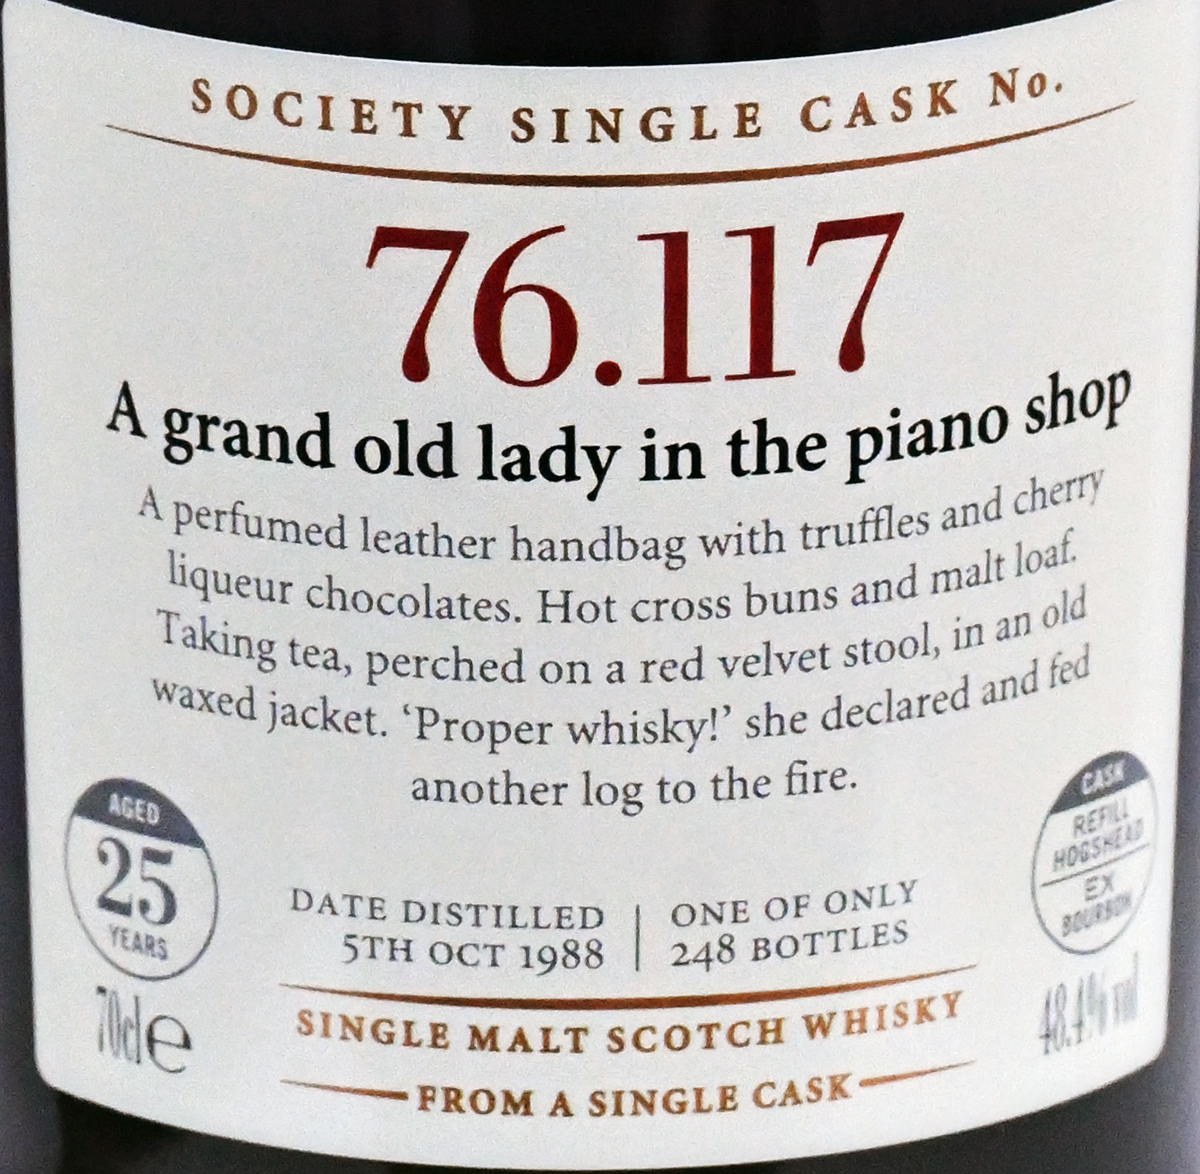 SOCIETY SINGLE CASK No.
76.117
A grand old lady in the piano shop
A perfumed leather handbag with truffles and cherry
liqueur chocolates. Hot cross buns and malt loaf.
Taking tea, perched on a red velvet stool, in an old
waxed jacket. ‘Proper whisky!’ she declared and fed
another log to the fire.
AGED
25
YEARS
CASK
REFILL
HOGSHEAD
EX
BOURBON
DATE DISTILLED
5TH OCT 1988
ONE OF ONLY
248 BOTTLES
70cl e
48.4% vol
SINGLE MALT SCOTCH WHISKY
FROM A SINGLE CASK